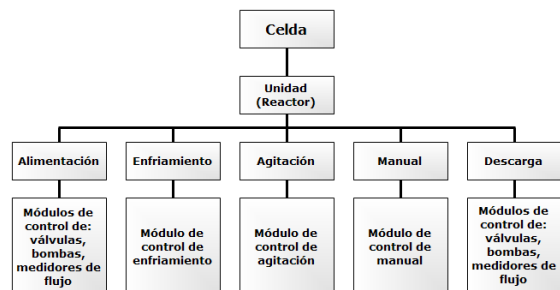 Celda
Unidad
(Reactor)
Alimentación
Enfriamiento
Agitación
Manual
Descarga
Módulos de
control de:
válvulas,
bombas,
medidores de
flujo
Módulo de
control de
enfriamiento
Módulo de
control de
agitación
Módulo de
control de
manual
Módulos de
control de:
válvulas,
bombas,
medidores de
flujo